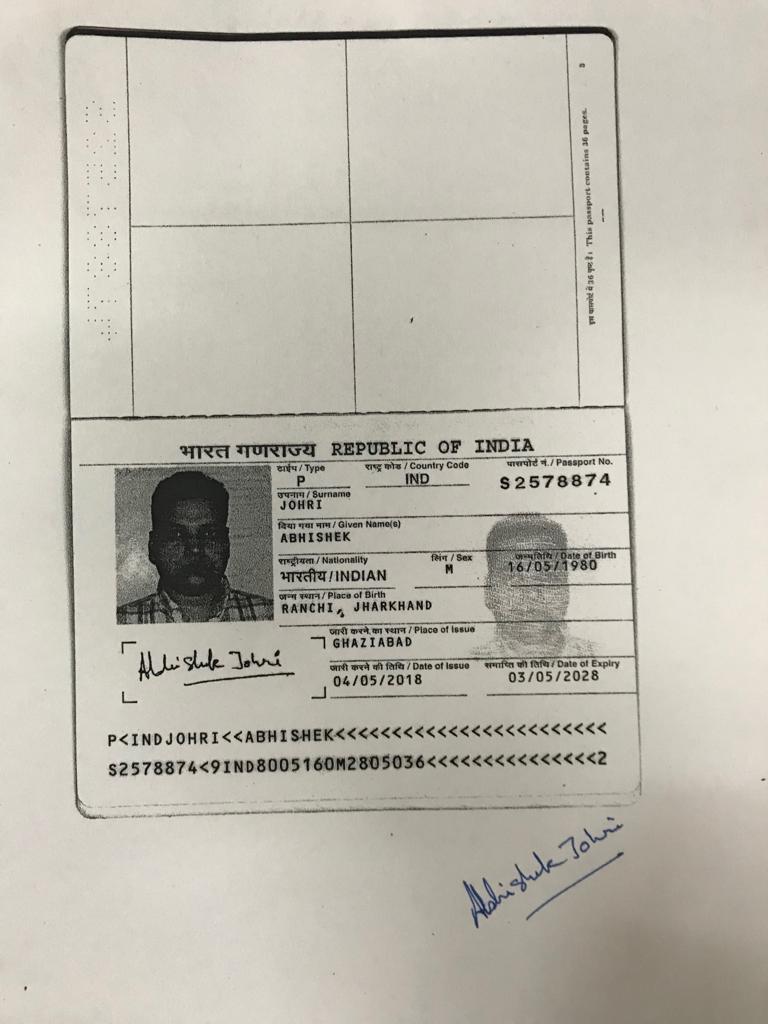 3
इस पासपोर्ट में 36 पृष्ठ हैं। This passport contains 36 pages.
भारत गणराज्य REPUBLIC OF INDIA
टाईप / Type राष्ट्र कोड / Country Code पासपोर्ट नं. / Passport No.
P IND S2578874
उपनाम / Surname
JOHRI
दिया गया नाम / Given Name(s)
ABHISHEK
राष्ट्रीयता / Nationality लिंग / Sex जन्मतिथि / Date of Birth
भारतीय / INDIAN M 16/05/1980
जन्म स्थान / Place of Birth
RANCHI, JHARKHAND
जारी करने का स्थान / Place of Issue
GHAZIABAD
Abhishek Johri
जारी करने की तिथि / Date of Issue समाप्ति की तिथि / Date of Expiry
04/05/2018 03/05/2028
P<INDJOHRI<<ABHISHEK<<<<<<<<<<<<<<<<<<<<<<<<
S2578874<9IND8005160M2805036<<<<<<<<<<<<<<<2
Abhishek Johri